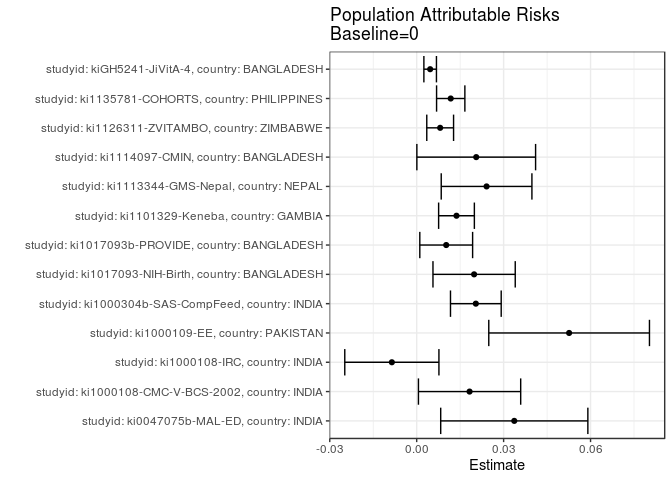 Population Attributable Risks
Baseline=0
studyid: kiGH5241-JiVitA-4, country: BANGLADESH
studyid: ki1135781-COHORTS, country: PHILIPPINES
studyid: ki1126311-ZVITAMBO, country: ZIMBABWE
studyid: ki1114097-CMIN, country: BANGLADESH
studyid: ki1113344-GMS-Nepal, country: NEPAL
studyid: ki1101329-Keneba, country: GAMBIA
studyid: ki1017093b-PROVIDE, country: BANGLADESH
studyid: ki1017093-NIH-Birth, country: BANGLADESH
studyid: ki1000304b-SAS-CompFeed, country: INDIA
studyid: ki1000109-EE, country: PAKISTAN
studyid: ki1000108-IRC, country: INDIA
studyid: ki1000108-CMC-V-BCS-2002, country: INDIA
studyid: ki0047075b-MAL-ED, country: INDIA
-0.03 0.00 0.03 0.06
Estimate